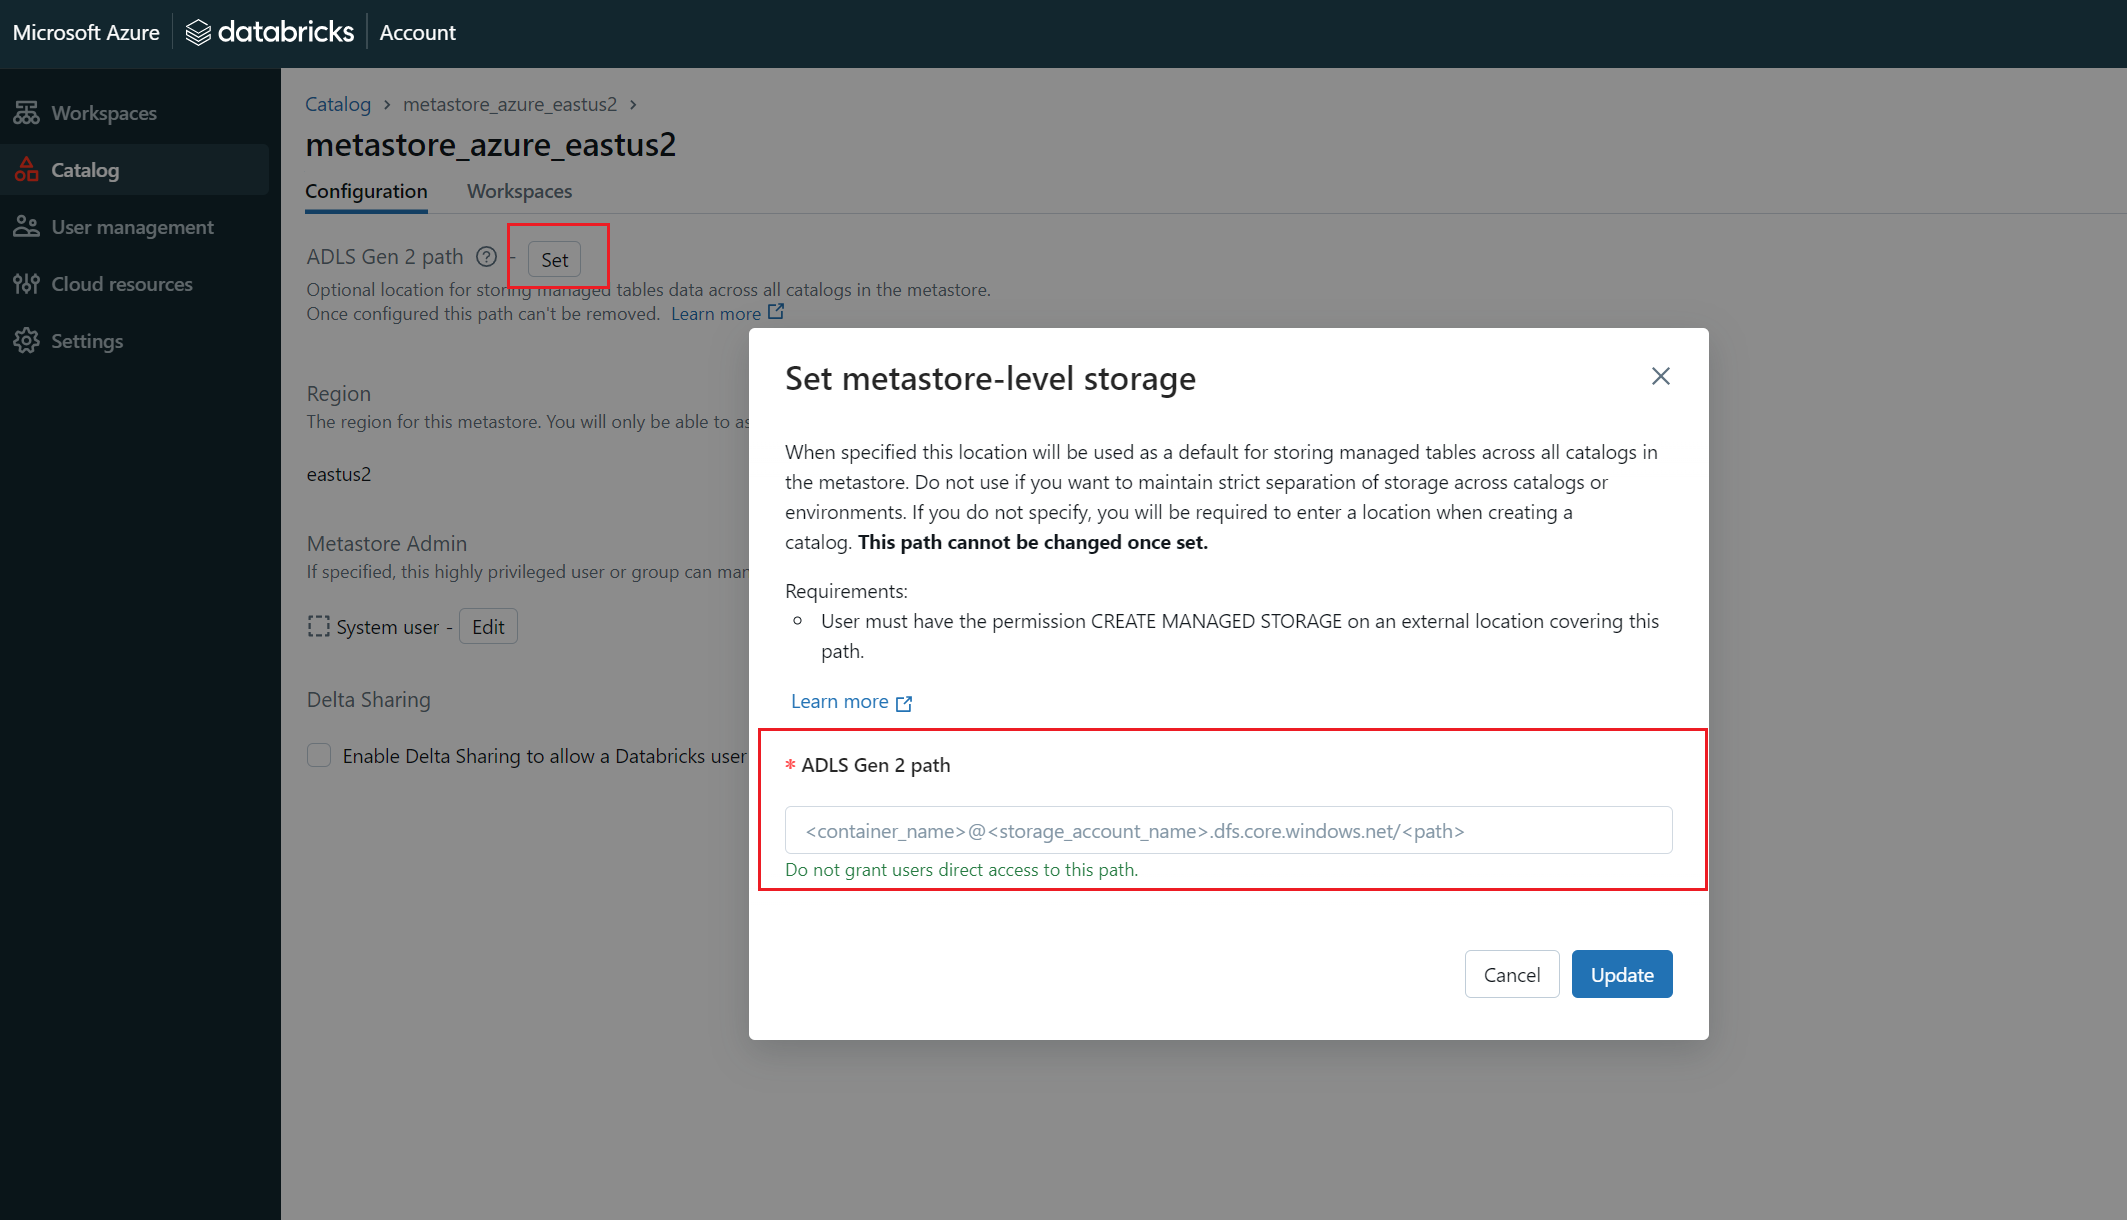 Microsoft Azure
databricks
Account
Workspaces
Catalog
User management
Cloud resources
Settings
Catalog > metastore_azure_eastus2 >
metastore_azure_eastus2
Configuration
Workspaces
ADLS Gen 2 path ? - Set
Optional location for storing managed tables data across all catalogs in the metastore.
Once configured this path can't be removed. Learn more
Region
The region for this metastore. You will only be able to as
eastus2
Metastore Admin
If specified, this highly privileged user or group can man
System user - Edit
Delta Sharing
Enable Delta Sharing to allow a Databricks user
Set metastore-level storage
When specified this location will be used as a default for storing managed tables across all catalogs in
the metastore. Do not use if you want to maintain strict separation of storage across catalogs or
environments. If you do not specify, you will be required to enter a location when creating a
catalog. This path cannot be changed once set.
Requirements:
User must have the permission CREATE MANAGED STORAGE on an external location covering this
path.
Learn more
* ADLS Gen 2 path
<container_name>@<storage_account_name>.dfs.core.windows.net/<path>
Do not grant users direct access to this path.
Cancel
Update